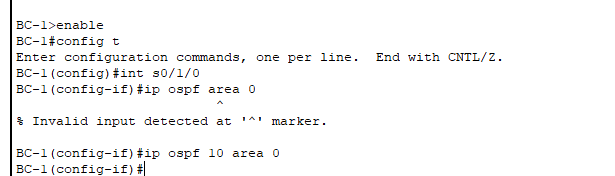 BC-1>enable
BC-1#config t
Enter configuration commands, one per line.  End with CNTL/Z.
BC-1(config)#int s0/1/0
BC-1(config-if)#ip ospf area 0
                        ^
% Invalid input detected at '^' marker.

BC-1(config-if)#ip ospf 10 area 0
BC-1(config-if)#